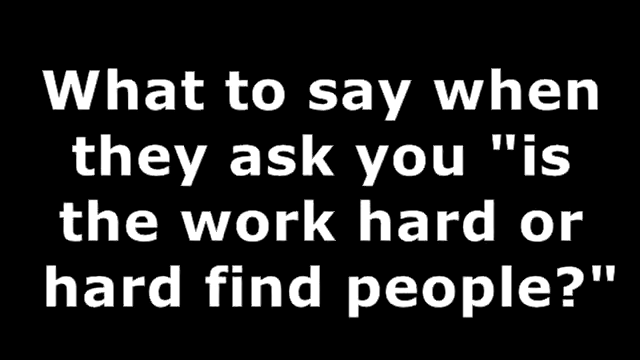 What to say when
they ask you "is
the work hard or
hard find people?"